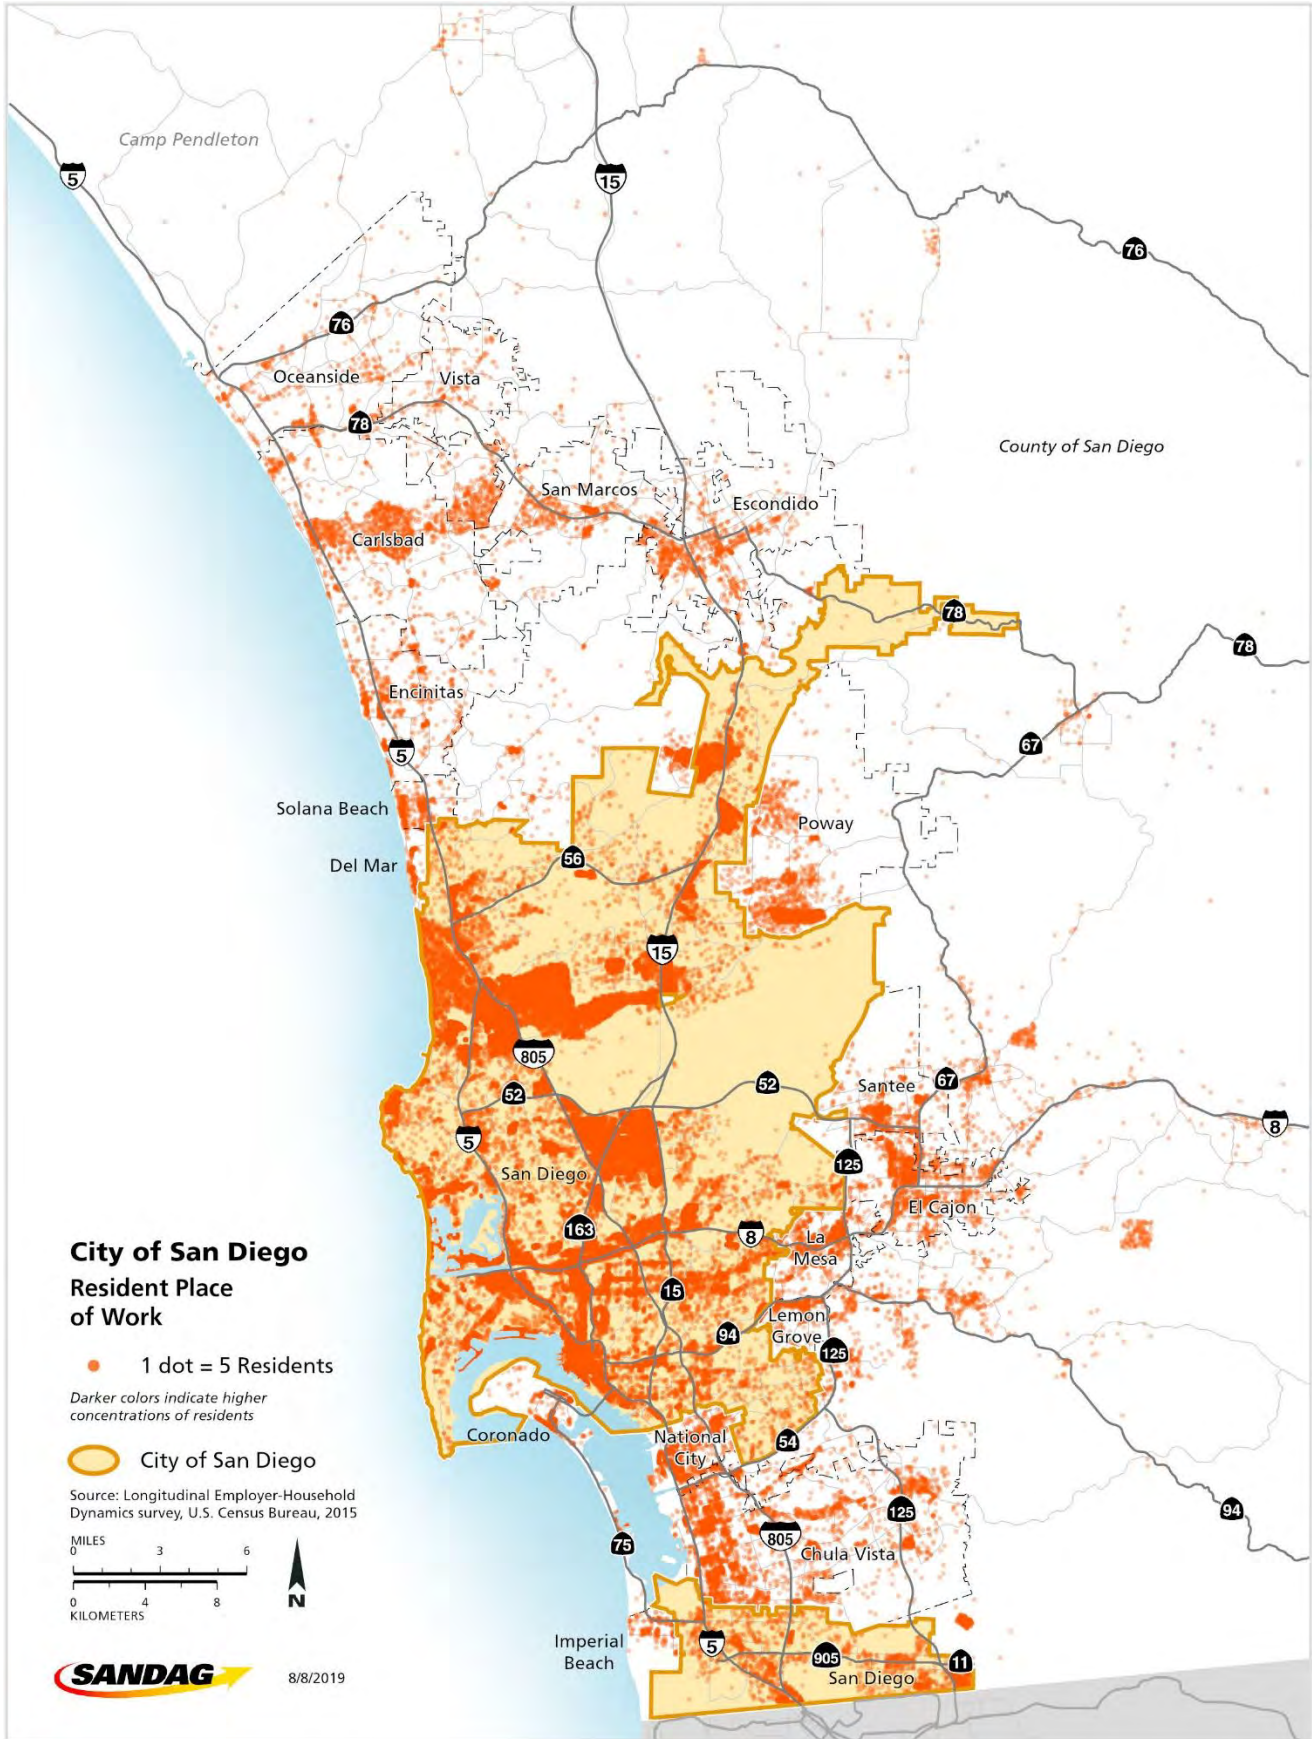 Camp Pendleton
5
15
76
76
Oceanside
Vista
78
County of San Diego
San Marcos
Escondido
Carlsbad
78
78
Encinitas
67
5
Solana Beach
Poway
Del Mar
56
15
805
52
52
Santee
67
8
5
125
San Diego
El Cajon
163
8
La
Mesa
15
Lemon
Grove
94
125
Coronado
National
City
54
125
94
75
805
Chula Vista
Imperial
Beach
5
905
11
San Diego
City of San Diego
Resident Place
of Work
1 dot = 5 Residents
Darker colors indicate higher
concentrations of residents
City of San Diego
Source: Longitudinal Employer-Household
Dynamics survey, U.S. Census Bureau, 2015
MILES
0 3 6
0 4 8
KILOMETERS
N
SANDAG
8/8/2019